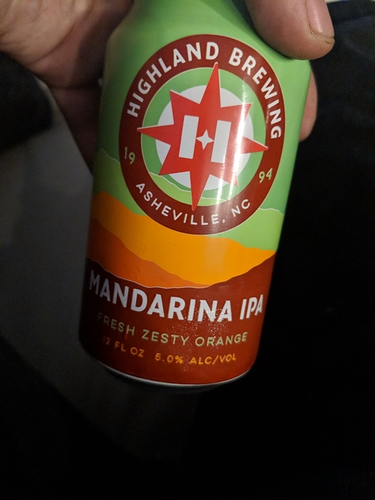 HIGHLAND BREWING
H
19 94
ASHEVILLE, NC
MANDARINA IPA
FRESH ZESTY ORANGE
12 FL OZ 5.0% ALC/VOL